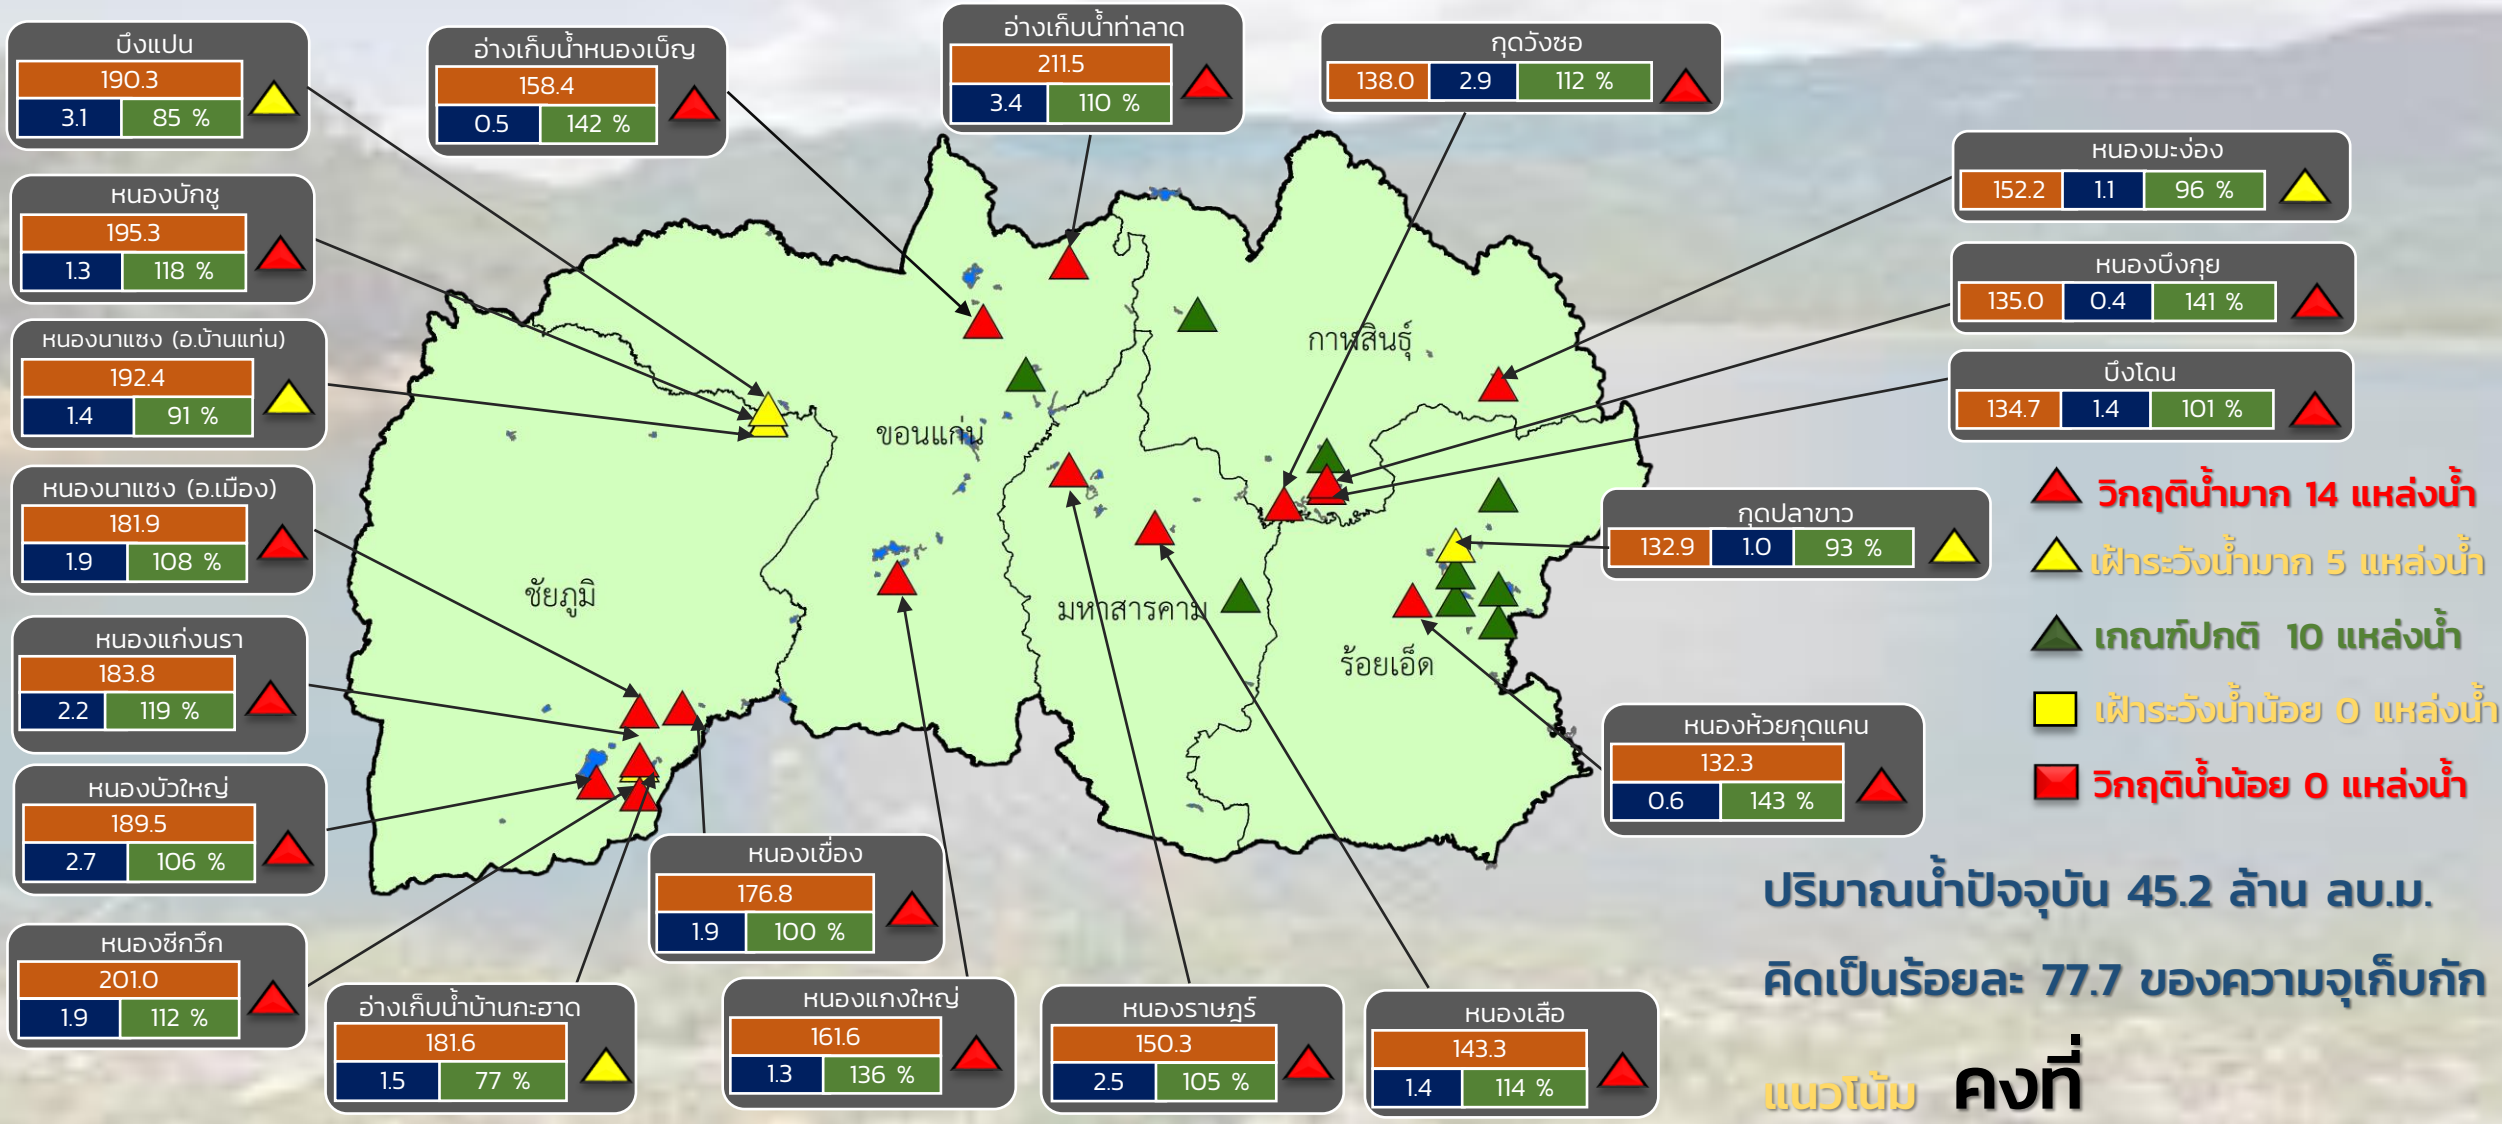 บึงแปน
190.3
3.1 85 %
อ่างเก็บน้ำหนองเบ็ญ
158.4
0.5 142 %
อ่างเก็บน้ำท่าลาด
211.5
3.4 110 %
กุดวังซอ
138.0 2.9 112 %
หนองมะง่อง
152.2 1.1 96 %
หนองบึงกุย
135.0 0.4 141 %
บึงโดน
134.7 1.4 101 %
หนองบักชู
195.3
1.3 118 %
หนองนาแซง (อ.บ้านแท่น)
192.4
1.4 91 %
หนองนาแซง (อ.เมือง)
181.9
1.9 108 %
หนองแก่งนรา
183.8
2.2 119 %
หนองบัวใหญ่
189.5
2.7 106 %
หนองซีกวึก
201.0
1.9 112 %
อ่างเก็บน้ำบ้านกะฮาด
181.6
1.5 77 %
หนองเขื่อง
176.8
1.9 100 %
หนองแกงใหญ่
161.6
1.3 136 %
หนองราษฎร์
150.3
2.5 105 %
หนองเสือ
143.3
1.4 114 %
กุดปลาขาว
132.9 1.0 93 %
หนองห้วยกุดแคน
132.3
0.6 143 %
กาฬสินธุ์
ขอนแก่น
ชัยภูมิ
มหาสารคาม
ร้อยเอ็ด
วิกฤติน้ำมาก 14 แหล่งน้ำ
เฝ้าระวังน้ำมาก 5 แหล่งน้ำ
เกณฑ์ปกติ 10 แหล่งน้ำ
เฝ้าระวังน้ำน้อย 0 แหล่งน้ำ
วิกฤติน้ำน้อย 0 แหล่งน้ำ
ปริมาณน้ำปัจจุบัน 45.2 ล้าน ลบ.ม.
คิดเป็นร้อยละ 77.7 ของความจุเก็บกัก
แนวโน้ม คงที่